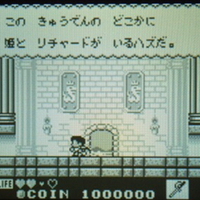 この きゅうでんの どこかに
姫と リチャードが いるハズだ。
LIFE
©COIN 1000000